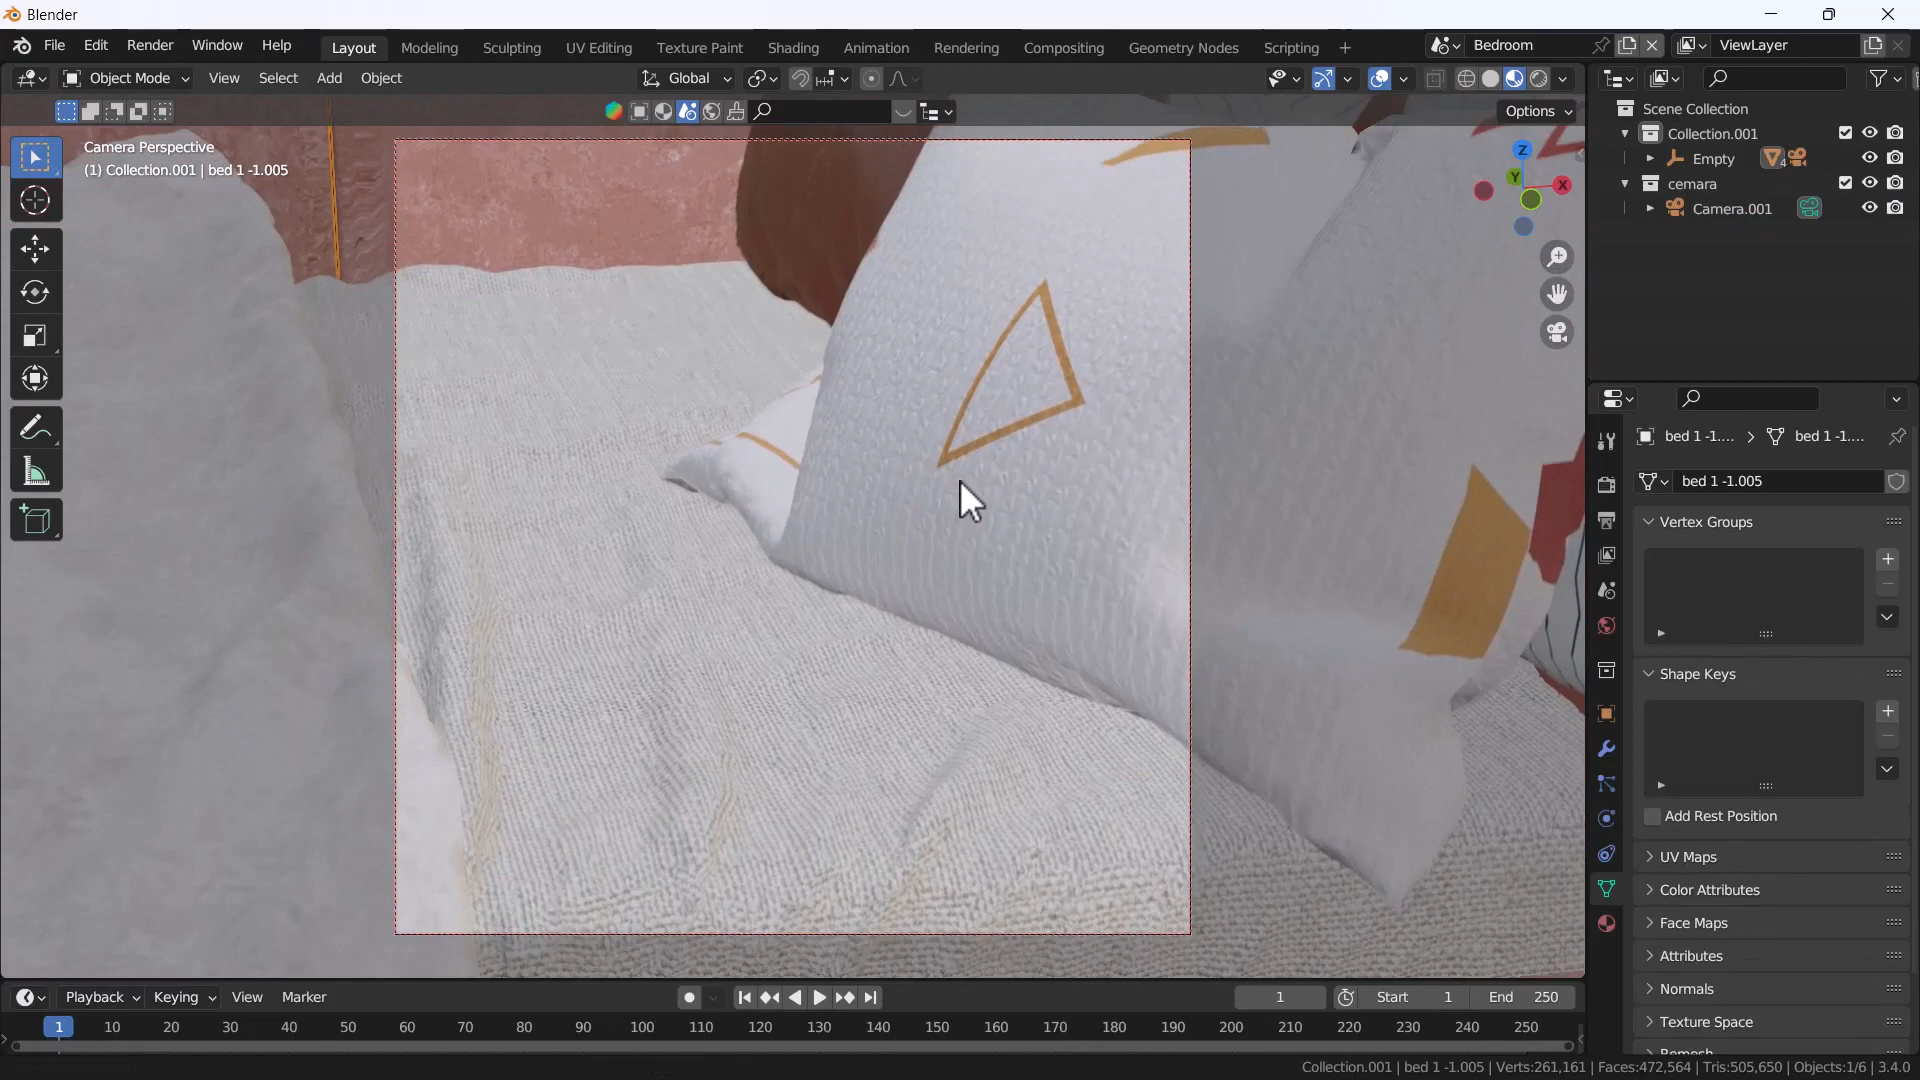 Blender
File Edit Render Window Help Layout Modeling Sculpting UV Editing Texture Paint Shading Animation Rendering Compositing Geometry Nodes Scripting + Bedroom ViewLayer
Object Mode View Select Add Object Global
Options
Camera Perspective
(1) Collection.001 | bed 1 -1.005
Z
Y
X
Scene Collection
Collection.001
Empty 4
cemara
Camera.001
bed 1 -1.... > bed 1 -1....
bed 1 -1.005
Vertex Groups
Shape Keys
Add Rest Position
UV Maps
Color Attributes
Face Maps
Attributes
Normals
Texture Space
Remesh
Playback Keying View Marker 1 Start 1 End 250
1 10 20 30 40 50 60 70 80 90 100 110 120 130 140 150 160 170 180 190 200 210 220 230 240 250
Collection.001 | bed 1 -1.005 | Verts:261,161 | Faces:472,564 | Tris:505,650 | Objects:1/6 | 3.4.0